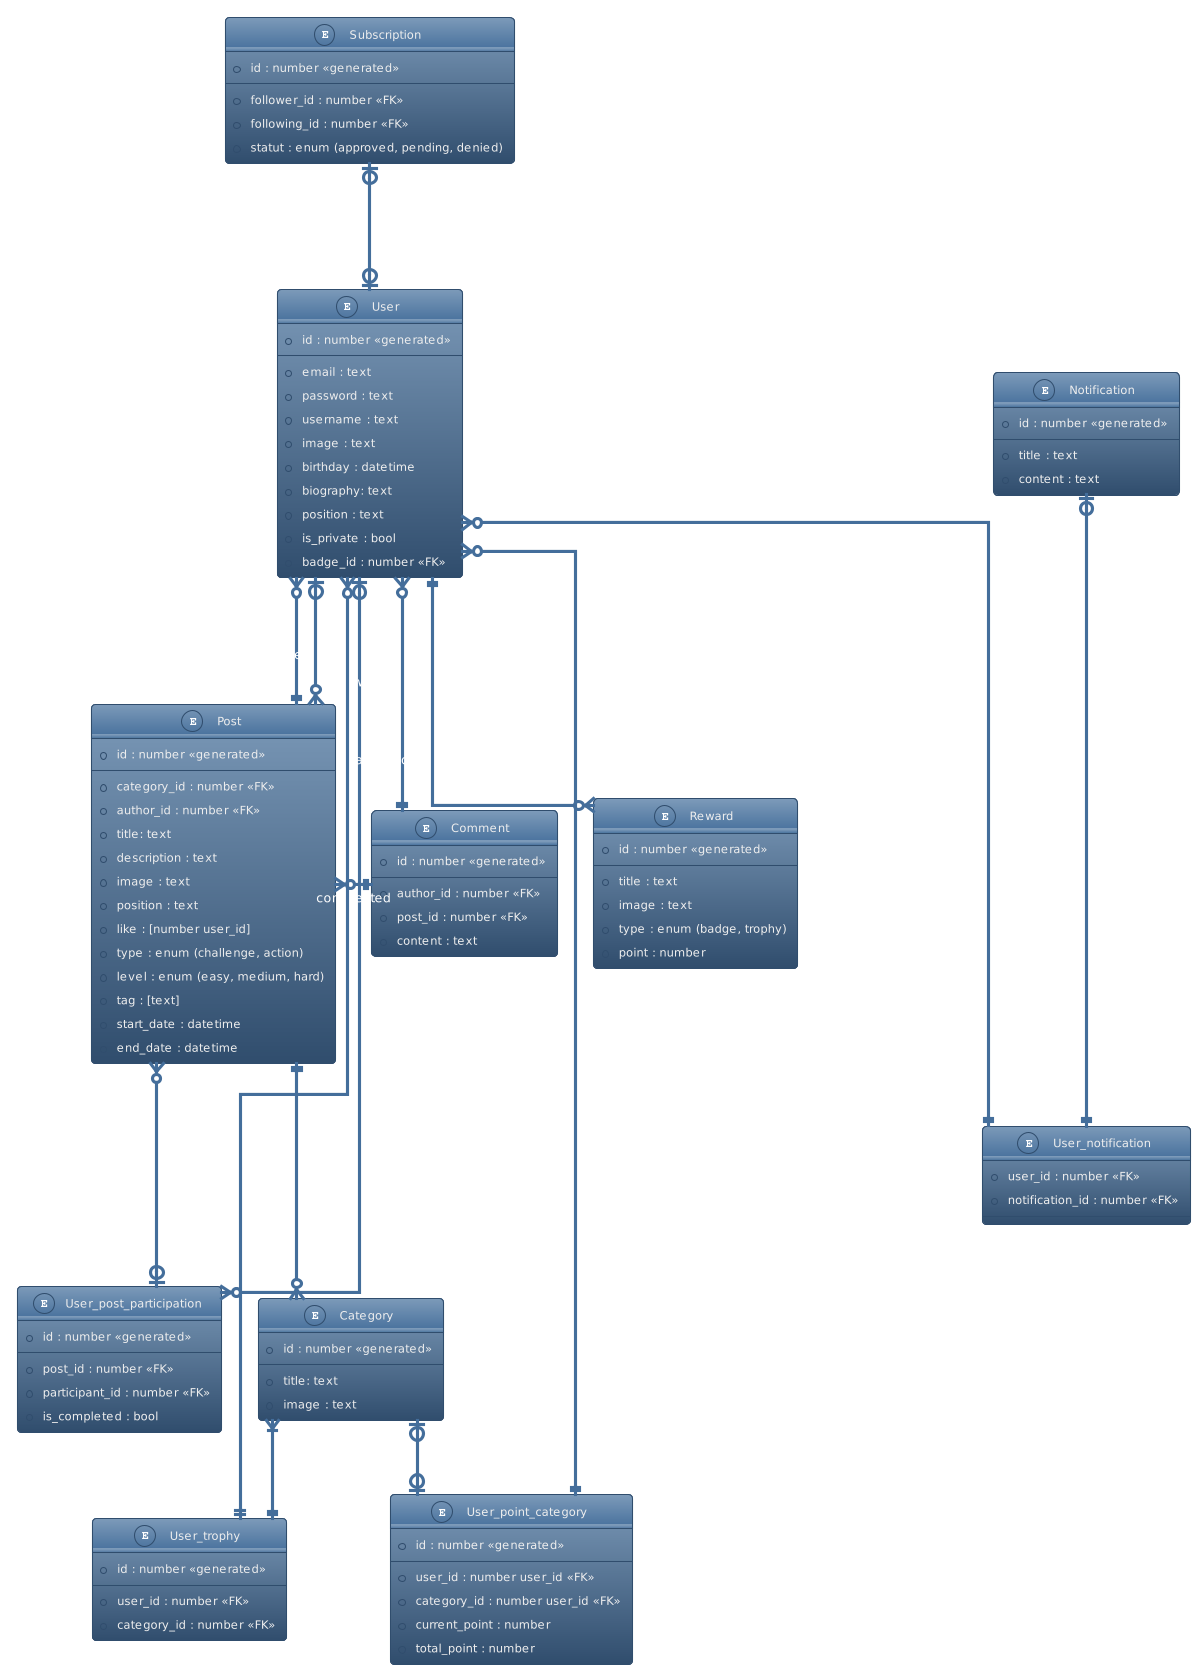 E Subscription
id : number «generated»
follower_id : number «FK»
following_id : number «FK»
statut : enum (approved, pending, denied)
E User
id : number «generated»
email : text
password : text
username : text
image : text
birthday : datetime
biography: text
position : text
is_private : bool
badge_id : number «FK»
E Notification
id : number «generated»
title : text
content : text
E Post
id : number «generated»
category_id : number «FK»
author_id : number «FK»
title: text
description : text
image : text
position : text
like : [number user_id]
type : enum (challenge, action)
level : enum (easy, medium, hard)
tag : [text]
start_date : datetime
end_date : datetime
E Comment
id : number «generated»
author_id : number «FK»
post_id : number «FK»
content : text
E Reward
id : number «generated»
title : text
image : text
type : enum (badge, trophy)
point : number
E User_notification
user_id : number «FK»
notification_id : number «FK»
E User_post_participation
id : number «generated»
post_id : number «FK»
participant_id : number «FK»
is_completed : bool
E Category
id : number «generated»
title: text
image : text
E User_trophy
id : number «generated»
user_id : number «FK»
category_id : number «FK»
E User_point_category
id : number «generated»
user_id : number user_id «FK»
category_id : number user_id «FK»
current_point : number
total_point : number